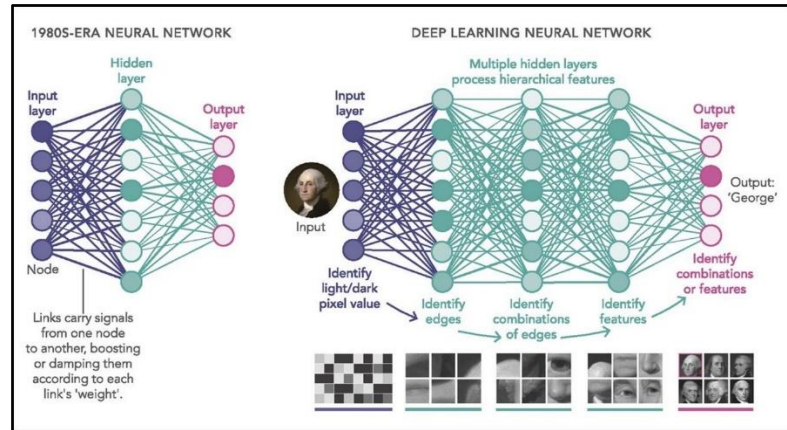 1980S-ERA NEURAL NETWORK
Hidden
layer
Input
layer
Output
layer
Node
Links carry signals
from one node
to another, boosting
or damping them
according to each
link's 'weight'.
DEEP LEARNING NEURAL NETWORK
Multiple hidden layers
process hierarchical features
Input
layer
Output
layer
Input
Output:
'George'
Identify
light/dark
pixel value
Identify
edges
Identify
combinations
of edges
Identify
features
Identify
combinations
or features